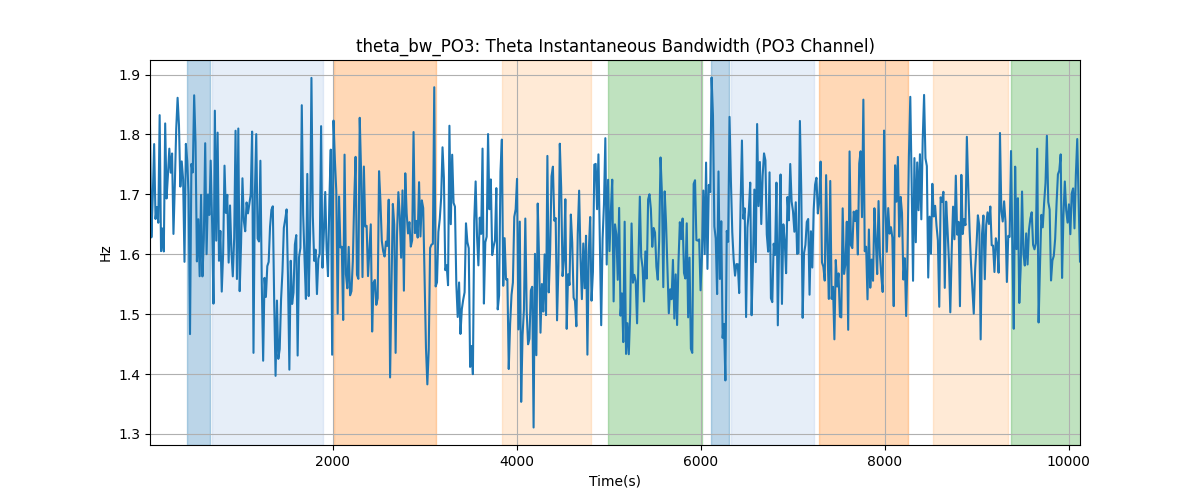 theta_bw_PO3: Theta Instantaneous Bandwidth (PO3 Channel)
1.9
1.8
1.7
1.6
1.5
1.4
1.3
Hz
2000 4000 6000 8000 10000
Time(s)